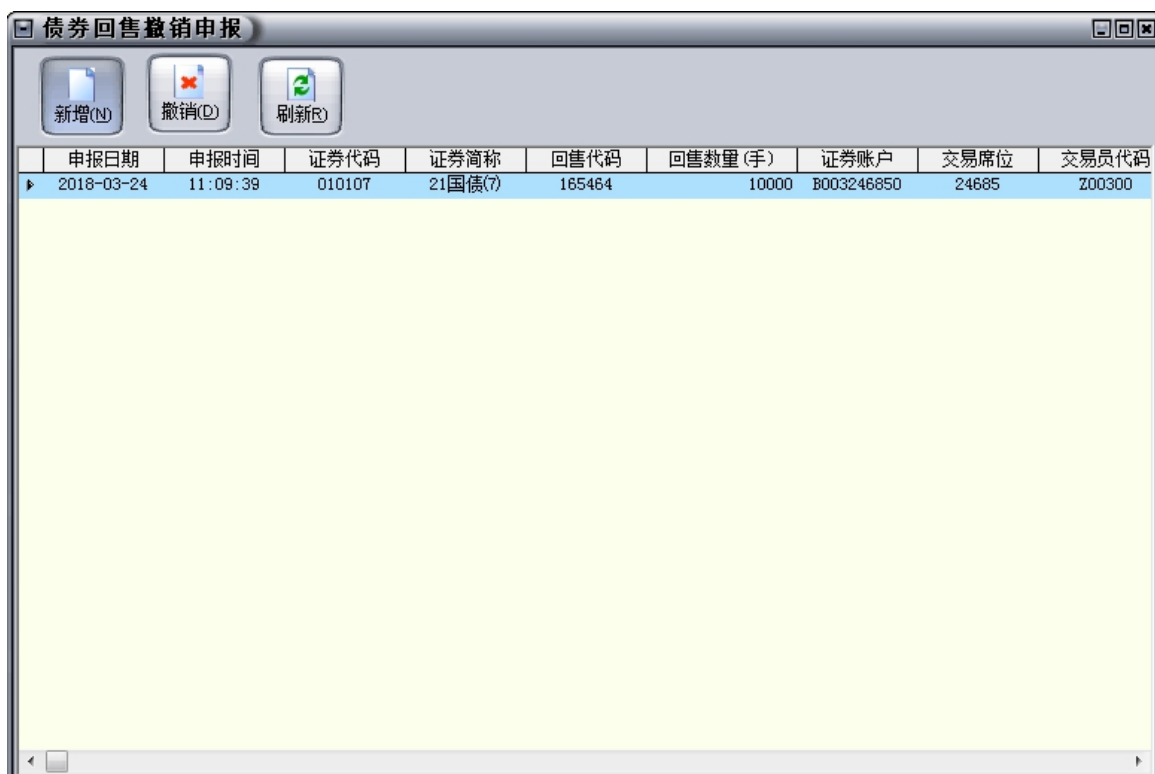 债券回售撤销申报
新增(N) 撤销(D) 刷新(R)
申报日期 申报时间 证券代码 证券简称 回售代码 回售数量(手) 证券账户 交易席位 交易员代码
2018-03-24 11:09:39 010107 21国债(7) 165464 10000 B003246850 24685 Z00300